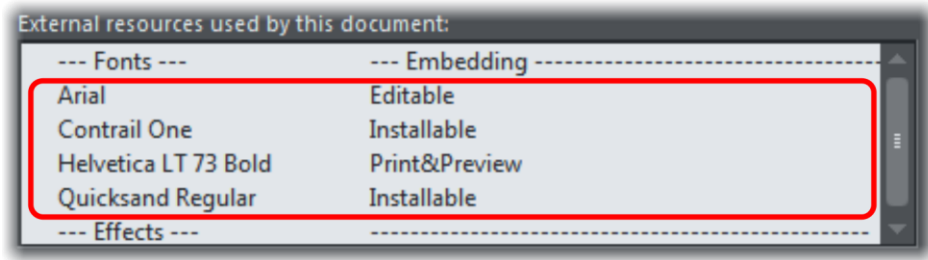 External resources used by this document:
--- Fonts --- --- Embedding -----------------------------------
Arial Editable
Contrail One Installable
Helvetica LT 73 Bold Print&Preview
Quicksand Regular Installable
--- Effects --- --------------------------------------------------